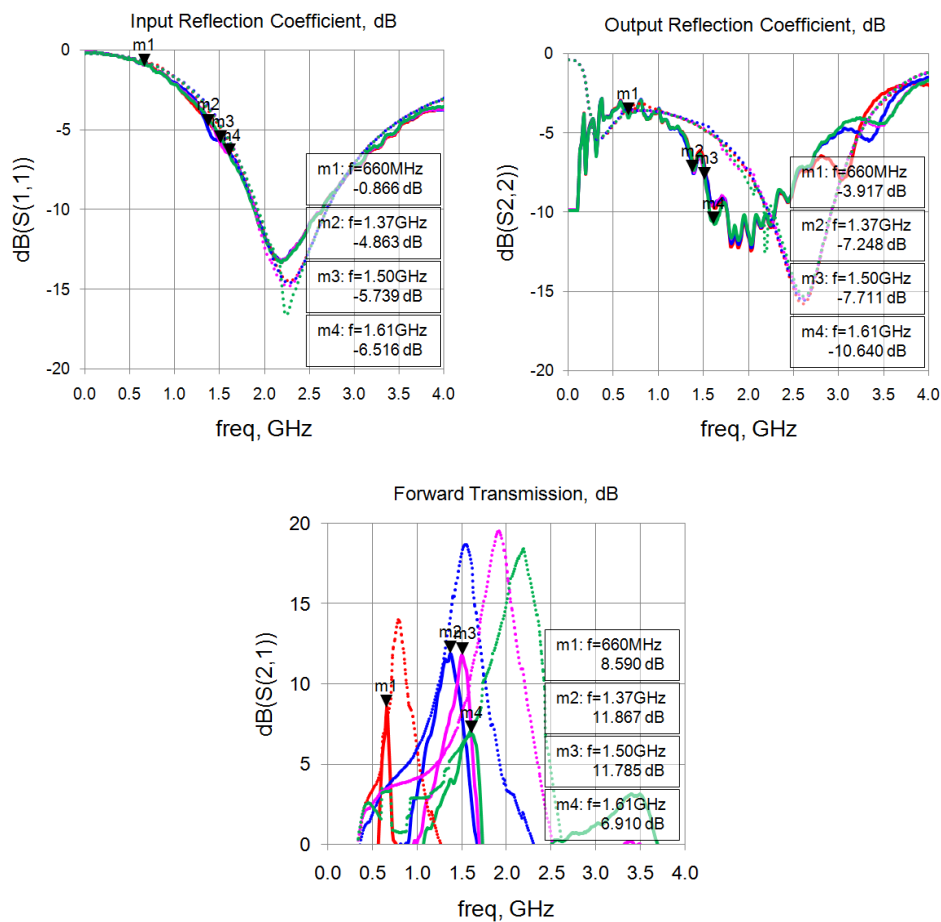 Input Reflection Coefficient, dB
dB(S(1,1))
0
-5
-10
-15
-20
m1
m2
m3
m4
m1: f=660MHz
-0.866 dB
m2: f=1.37GHz
-4.863 dB
m3: f=1.50GHz
-5.739 dB
m4: f=1.61GHz
-6.516 dB
0.0 0.5 1.0 1.5 2.0 2.5 3.0 3.5 4.0
freq, GHz
Output Reflection Coefficient, dB
dB(S2,2))
0
-5
-10
-15
-20
m1
m2
m3
m4
m1: f=660MHz
-3.917 dB
m2: f=1.37GHz
-7.248 dB
m3: f=1.50GHz
-7.711 dB
m4: f=1.61GHz
-10.640 dB
0.0 0.5 1.0 1.5 2.0 2.5 3.0 3.5 4.0
freq, GHz
Forward Transmission, dB
dB(S(2,1))
20
15
10
5
0
m1
m2
m3
m4
m1: f=660MHz
8.590 dB
m2: f=1.37GHz
11.867 dB
m3: f=1.50GHz
11.785 dB
m4: f=1.61GHz
6.910 dB
0.0 0.5 1.0 1.5 2.0 2.5 3.0 3.5 4.0
freq, GHz